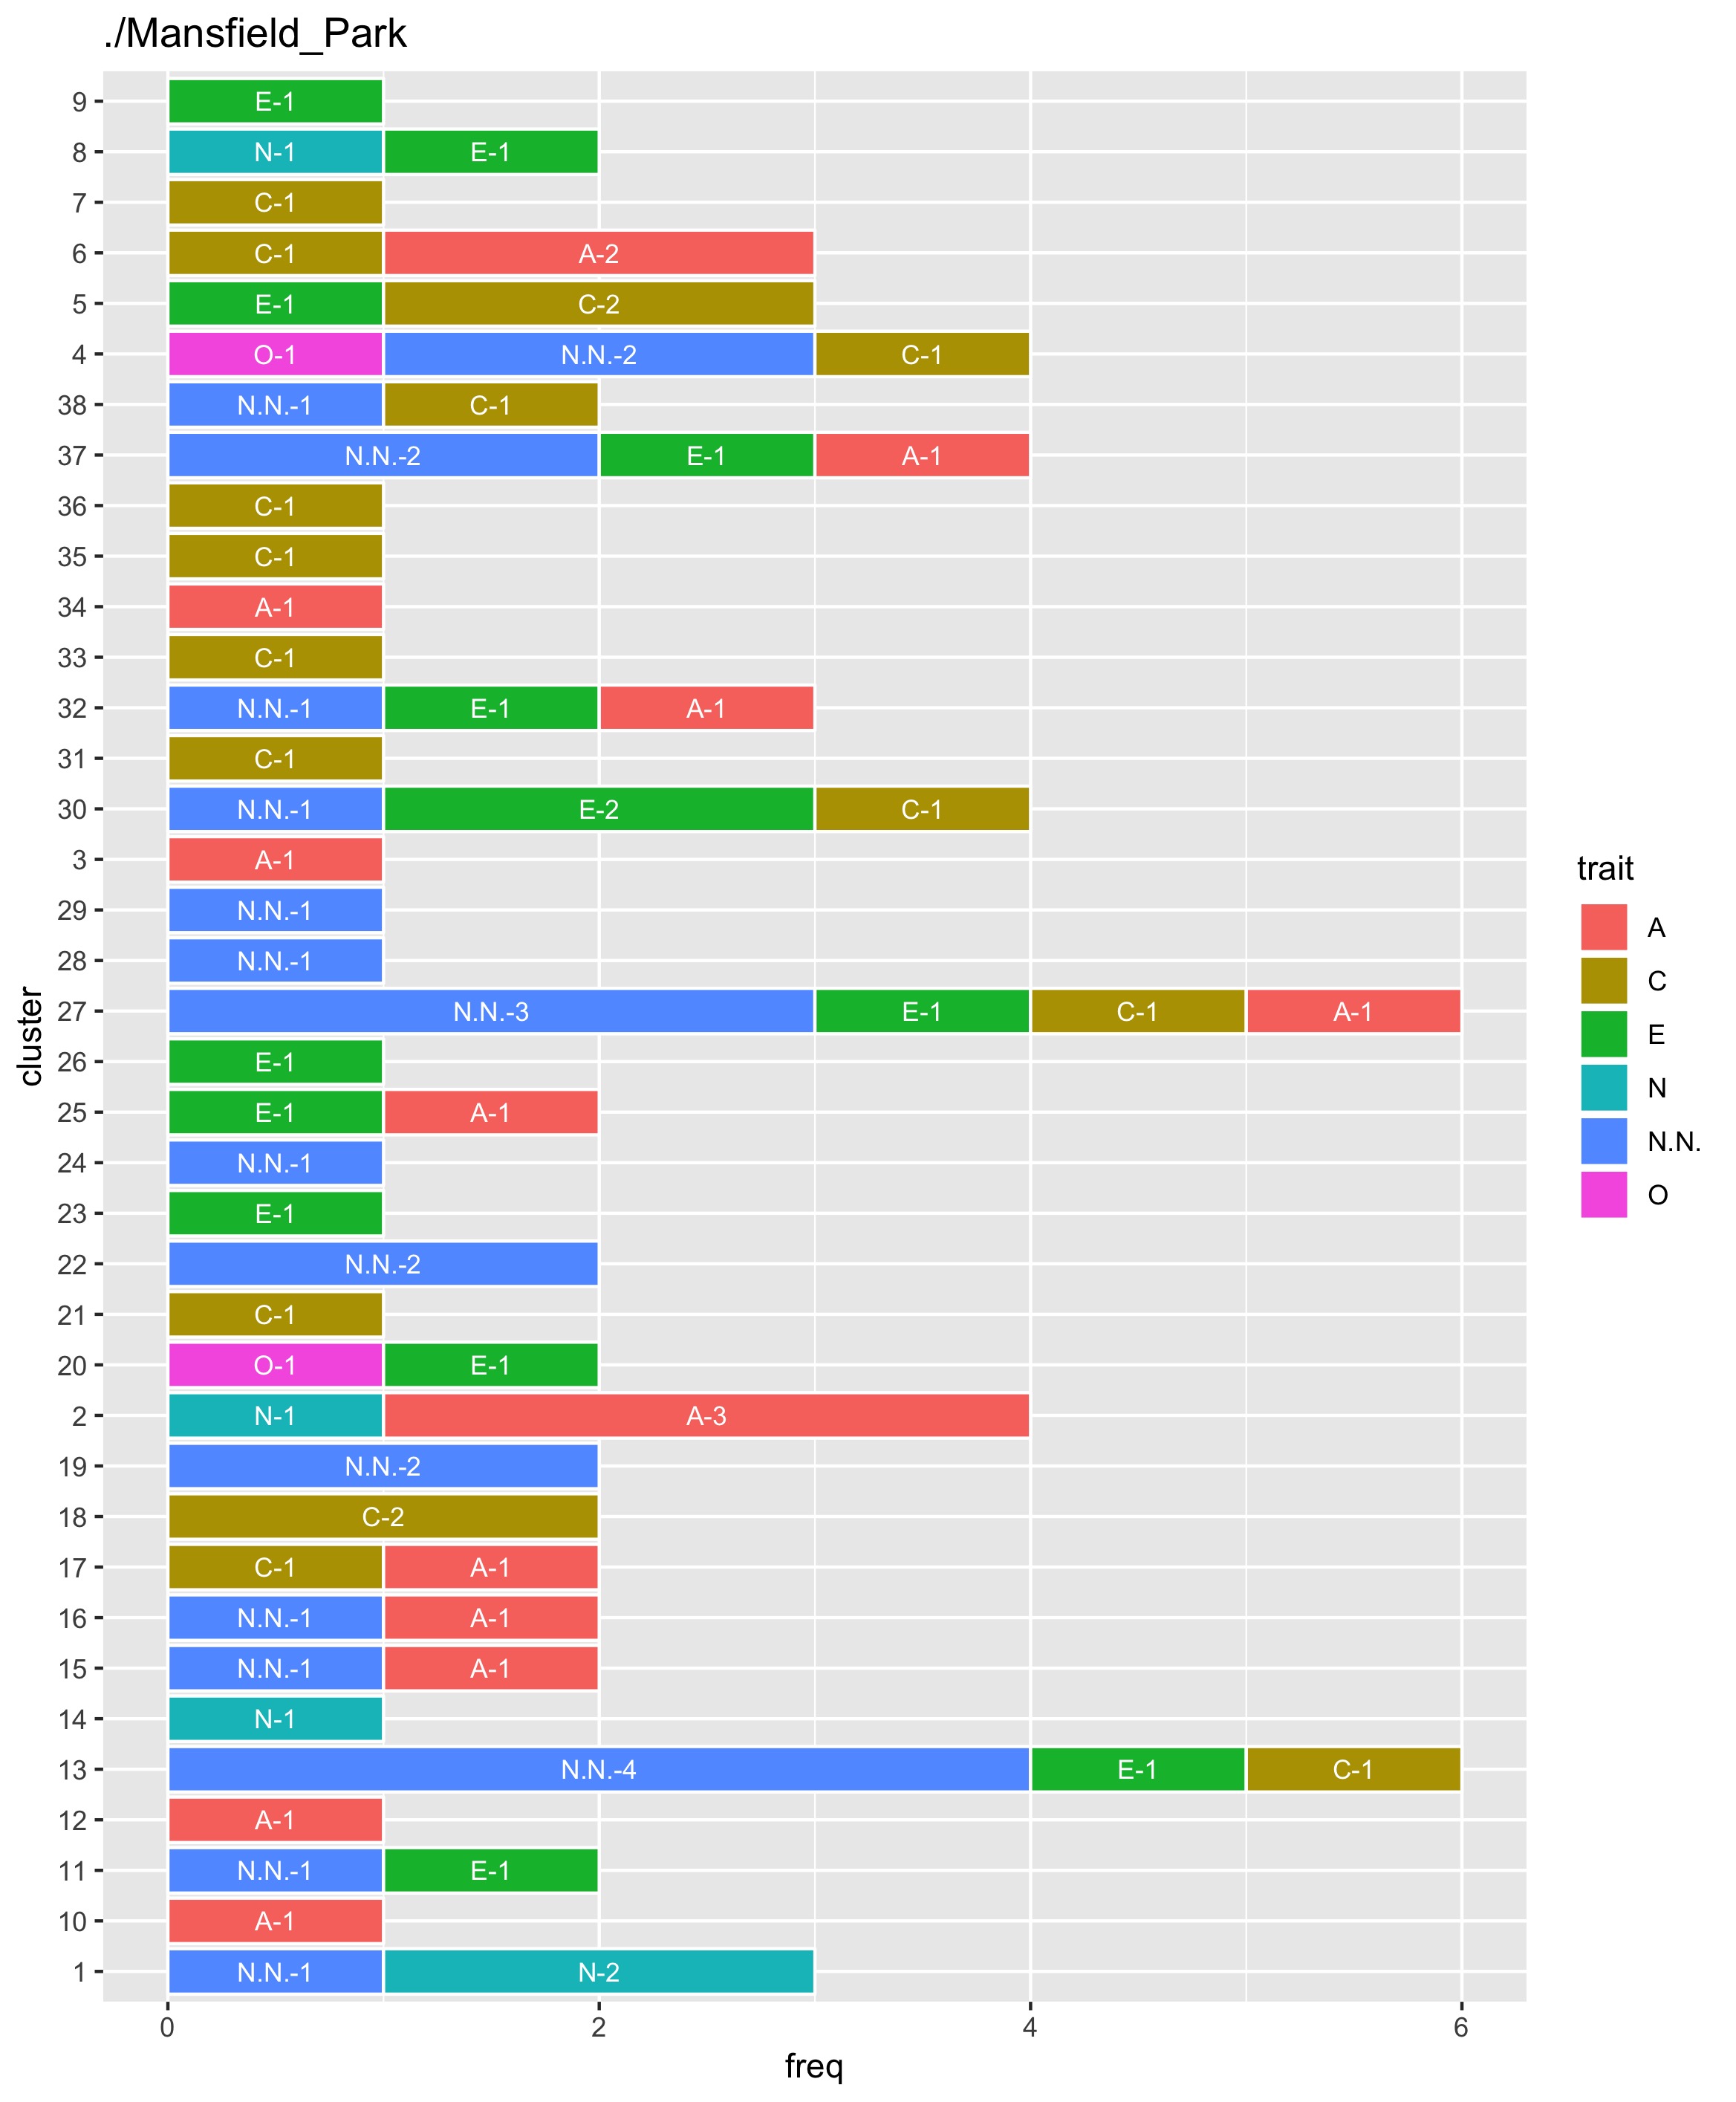 ./Mansfield_Park
9 E-1
8 N-1 E-1
7 C-1
6 C-1 A-2
5 E-1 C-2
4 O-1 N.N.-2 C-1
38 N.N.-1 C-1
37 N.N.-2 E-1 A-1
36 C-1
35 C-1
34 A-1
33 C-1
32 N.N.-1 E-1 A-1
31 C-1
30 N.N.-1 E-2 C-1
3 A-1
29 N.N.-1
28 N.N.-1
27 N.N.-3 E-1 C-1 A-1
26 E-1
25 E-1 A-1
24 N.N.-1
23 E-1
22 N.N.-2
21 C-1
20 O-1 E-1
2 N-1 A-3
19 N.N.-2
18 C-2
17 C-1 A-1
16 N.N.-1 A-1
15 N.N.-1 A-1
14 N-1
13 N.N.-4 E-1 C-1
12 A-1
11 N.N.-1 E-1
10 A-1
1 N.N.-1 N-2
0 2 4 6
freq
cluster
trait
A
C
E
N
N.N.
O